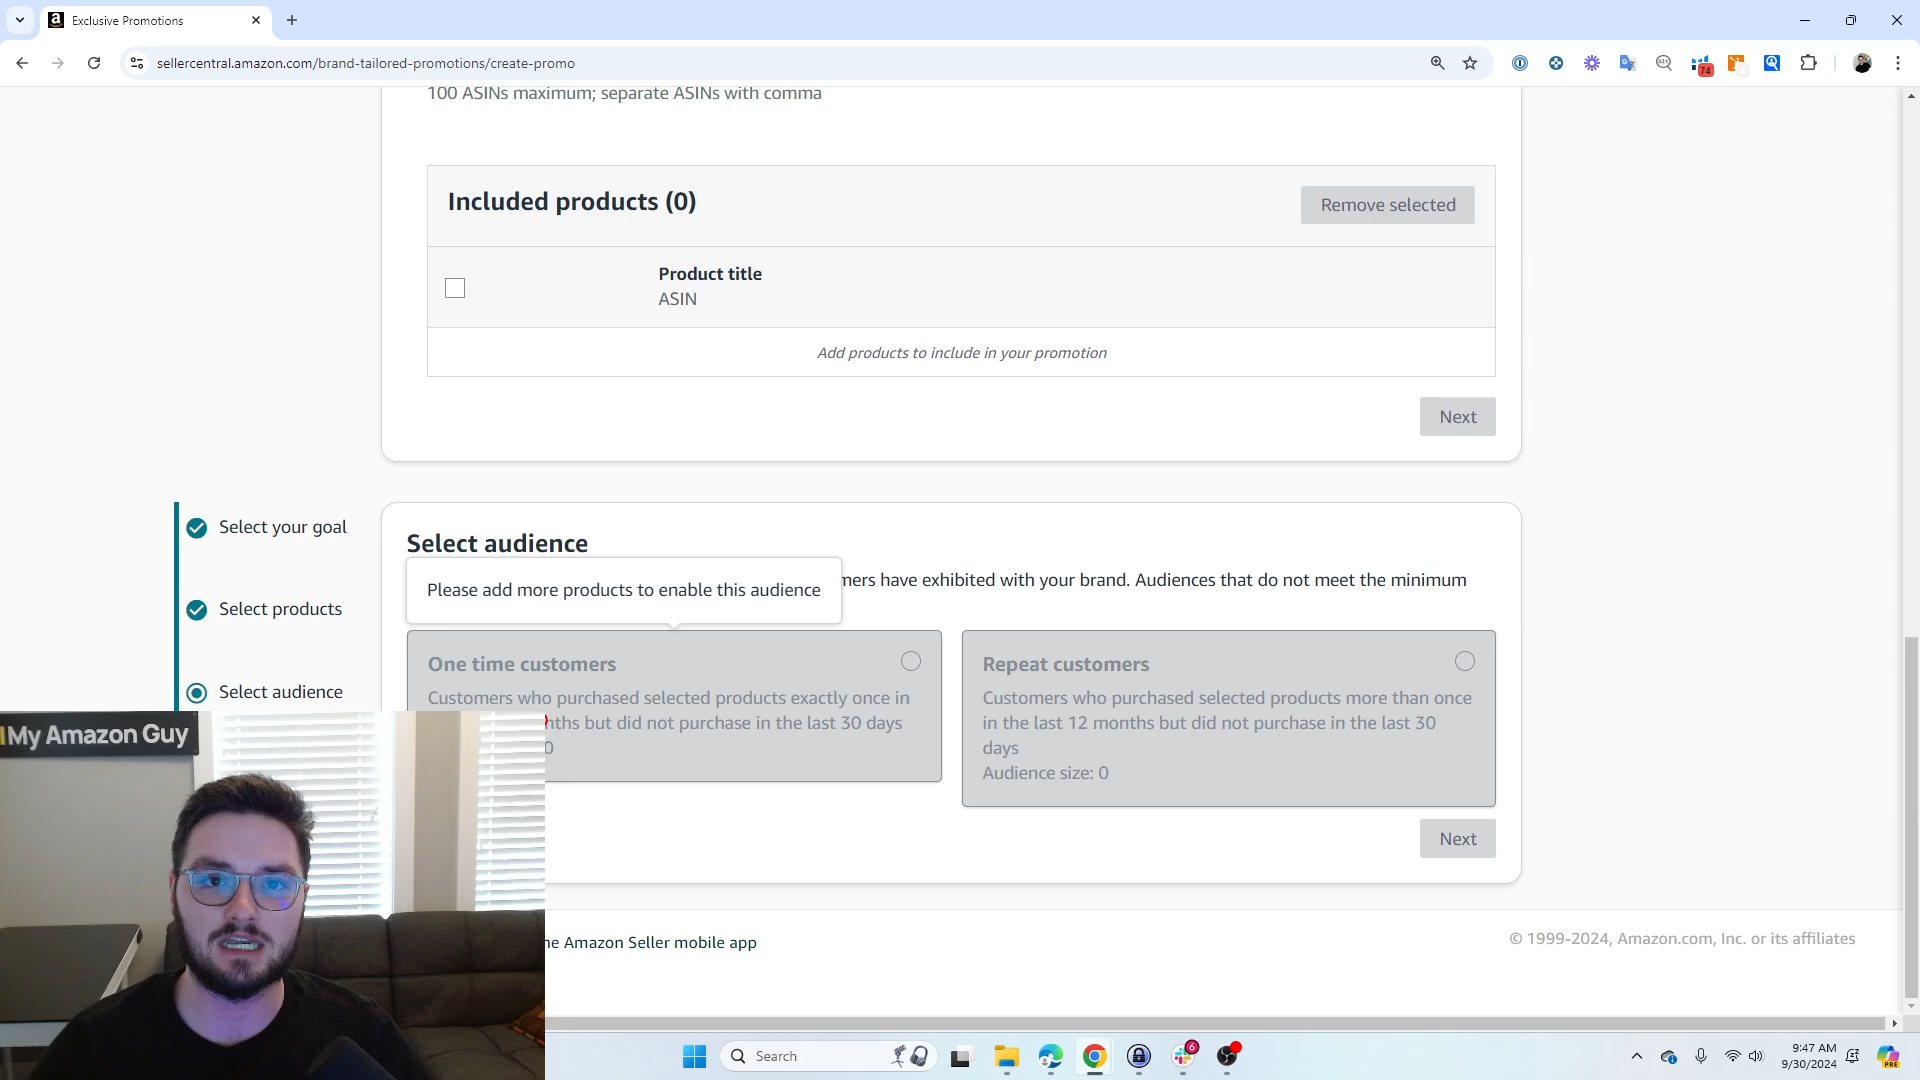 Exclusive Promotions
sellercentral.amazon.com/brand-tailored-promotions/create-promo
74
100 ASINs maximum; separate ASINs with comma
Included products (0)
Remove selected
Product title
ASIN
Add products to include in your promotion
Next
Select your goal
Select products
Select audience
Select audience
Please add more products to enable this audience
mers have exhibited with your brand. Audiences that do not meet the minimum
One time customers
Customers who purchased selected products exactly once in
nths but did not purchase in the last 30 days
0
Repeat customers
Customers who purchased selected products more than once
in the last 12 months but did not purchase in the last 30
days
Audience size: 0
Next
My Amazon Guy
he Amazon Seller mobile app
© 1999-2024, Amazon.com, Inc. or its affiliates
Search
6
9:47 AM
9/30/2024
PRE